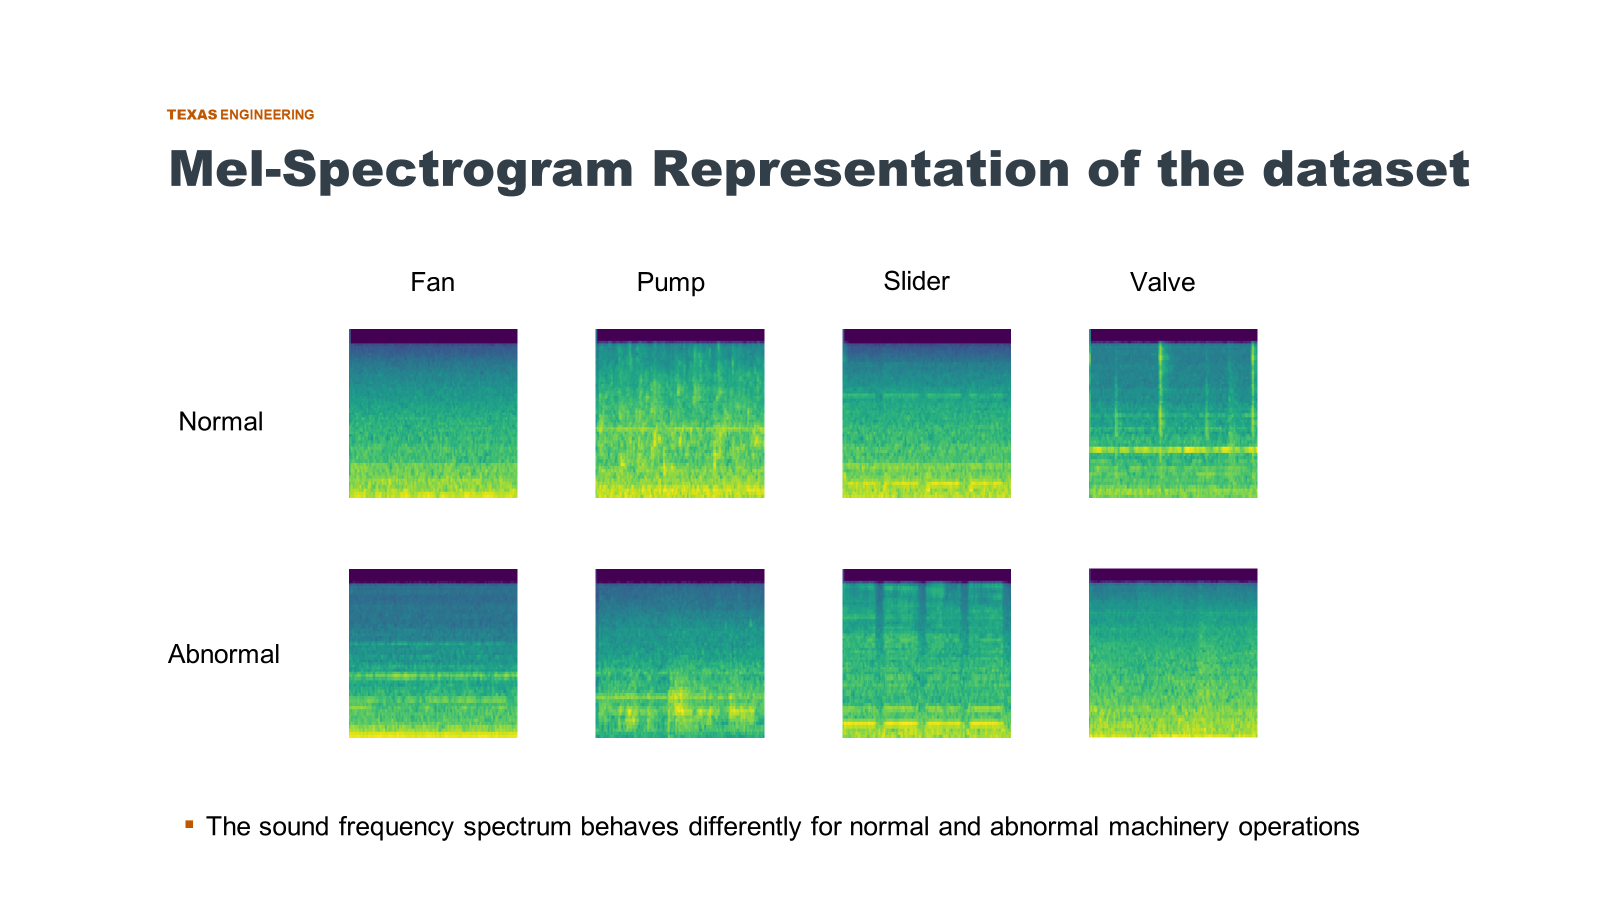 TEXAS ENGINEERING
Mel-Spectrogram Representation of the dataset
Fan
Pump
Slider
Valve
Normal
Abnormal
▪ The sound frequency spectrum behaves differently for normal and abnormal machinery operations